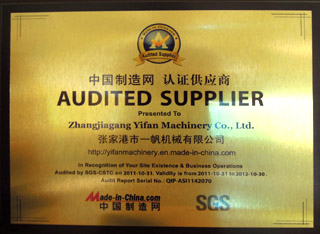 Audited Supplier
中国制造网 认证供应商
AUDITED SUPPLIER
Presented To
Zhangjiagang Yifan Machinery Co., Ltd.
张家港市一帆机械有限公司
http://yifanmachinery.en.made-in-china.com
In Recognition of Your Site Existence & Business Operations
Audited by SGS-CSTC on 2011-10-31. Validity is from 2011-10-31 to 2012-10-30.
Audit Report Serial No.: QIP-ASI1142070
Made-in-China.com
中国制造网
SGS